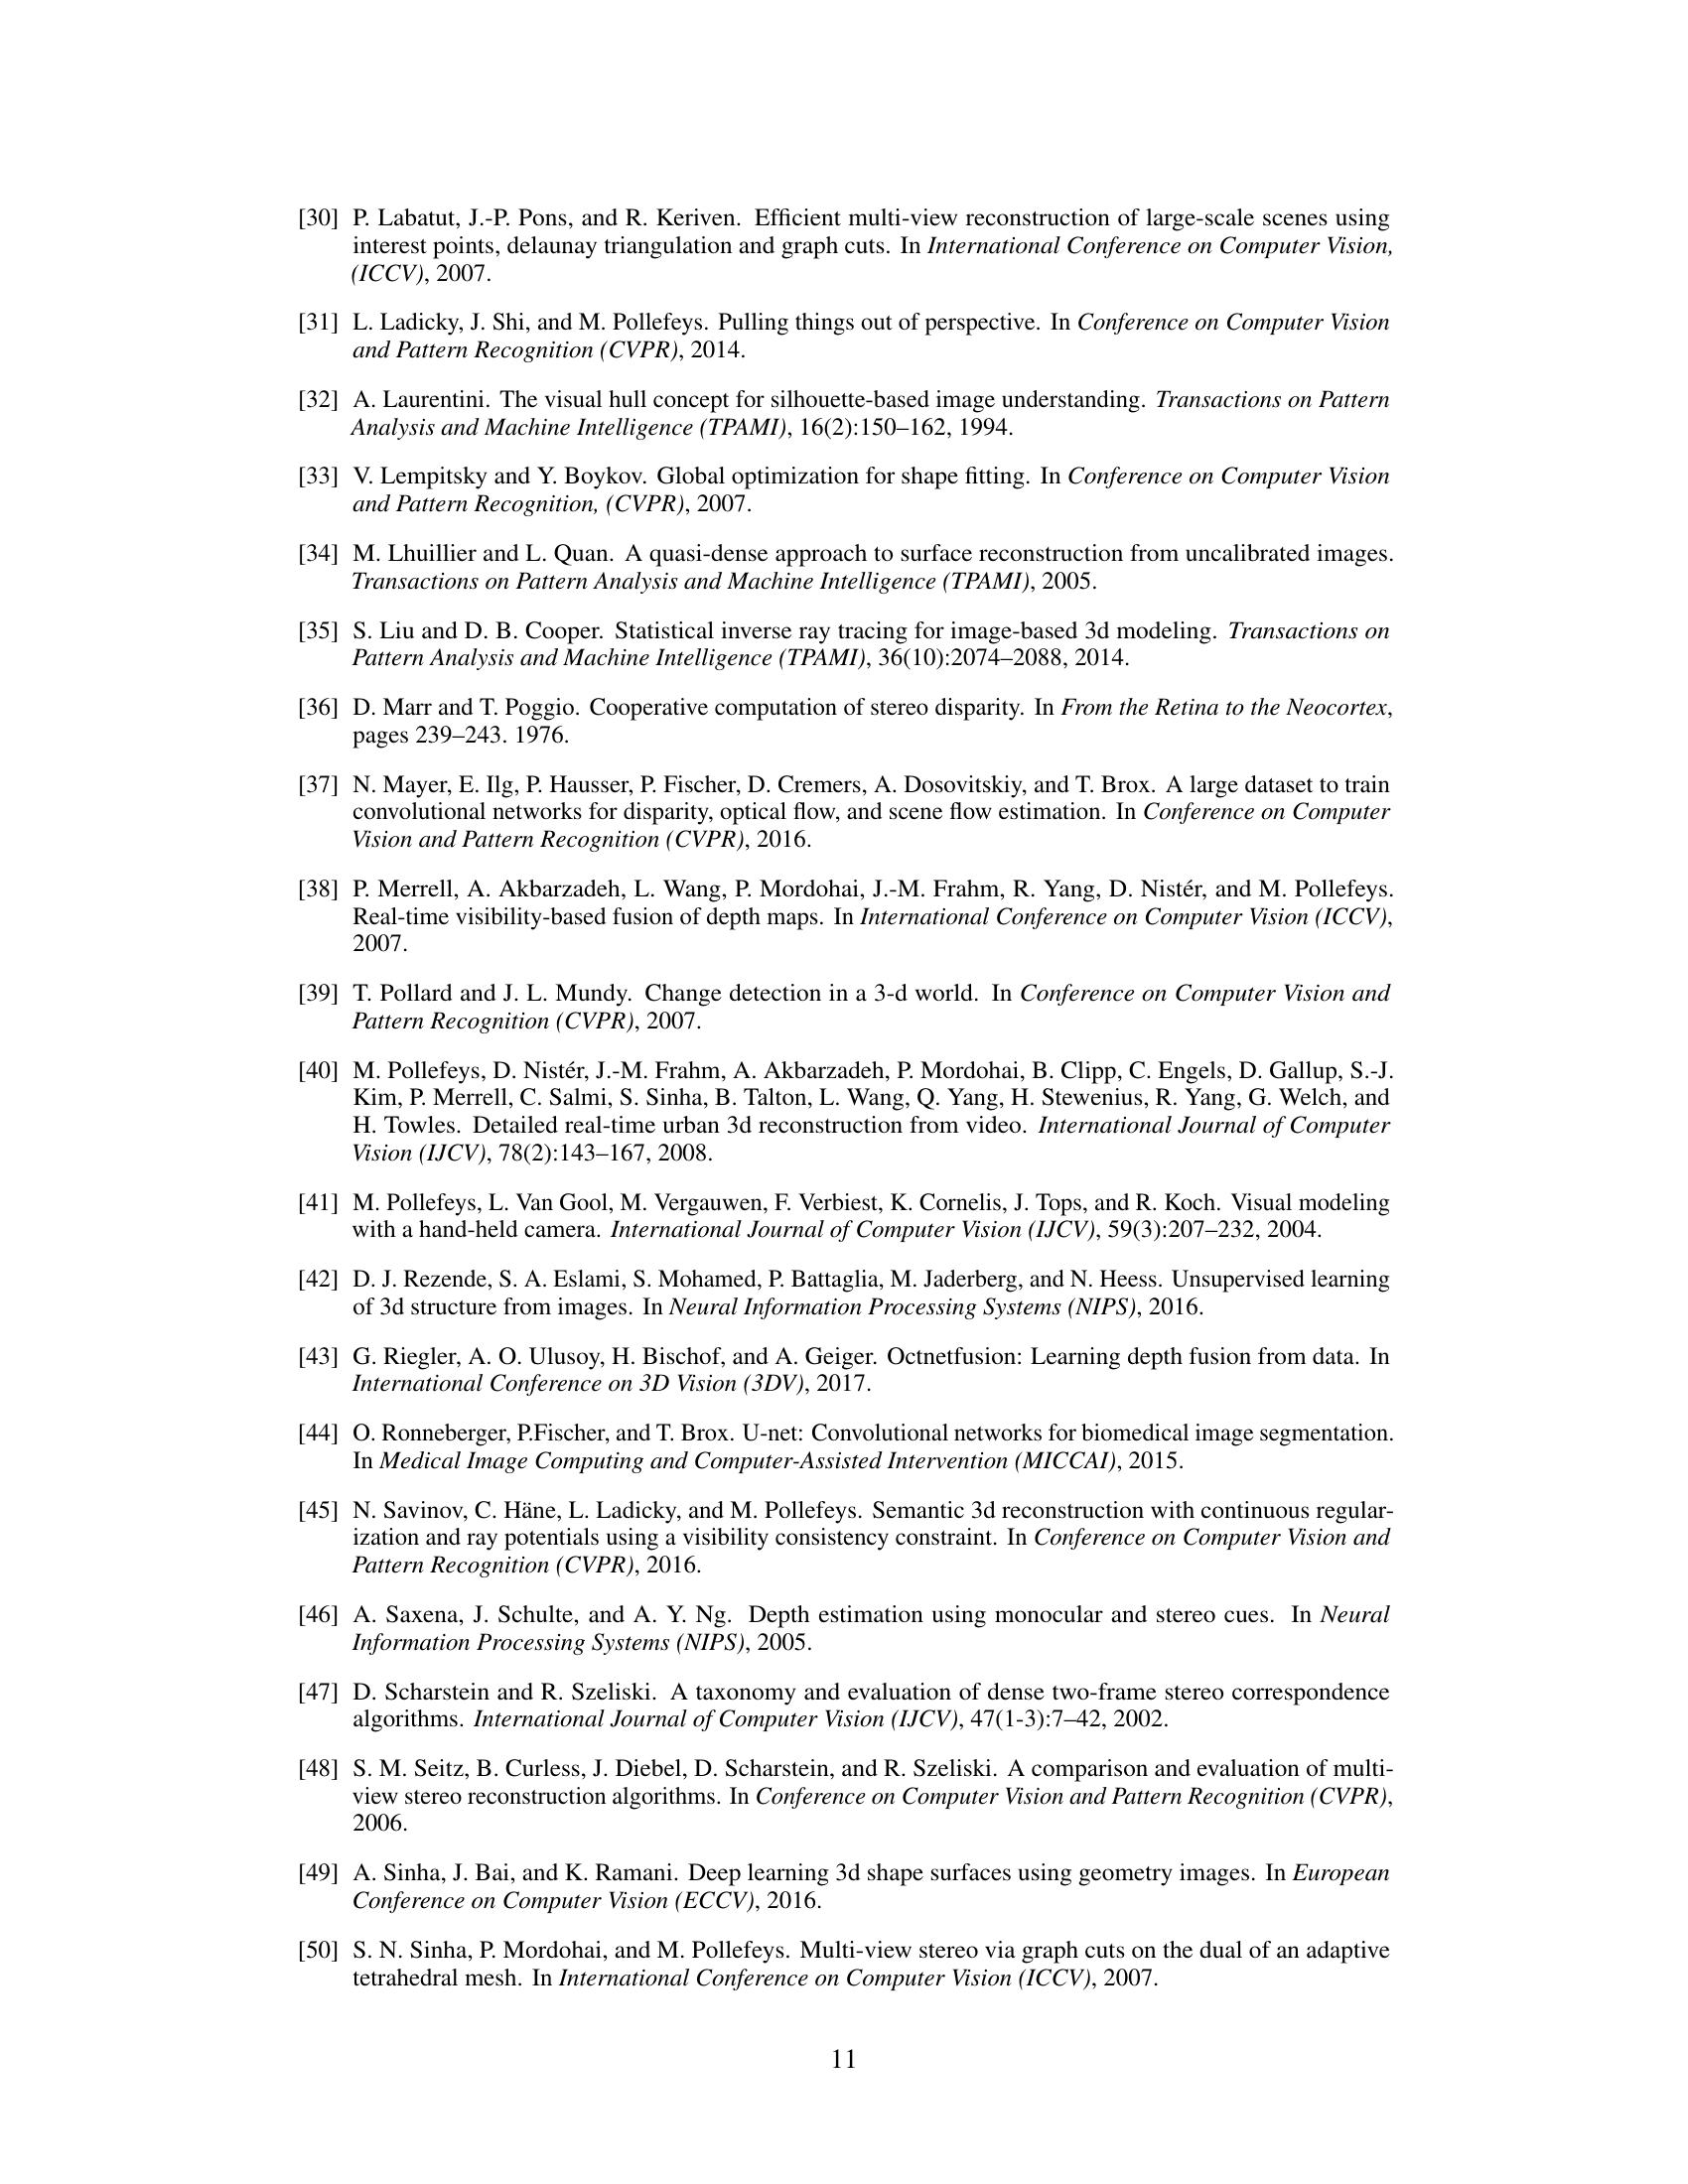 [30] P. Labatut, J.-P. Pons, and R. Keriven. Efficient multi-view reconstruction of large-scale scenes using
interest points, delaunay triangulation and graph cuts. In International Conference on Computer Vision,
(ICCV), 2007.
[31] L. Ladicky, J. Shi, and M. Pollefeys. Pulling things out of perspective. In Conference on Computer Vision
and Pattern Recognition (CVPR), 2014.
[32] A. Laurentini. The visual hull concept for silhouette-based image understanding. Transactions on Pattern
Analysis and Machine Intelligence (TPAMI), 16(2):150–162, 1994.
[33] V. Lempitsky and Y. Boykov. Global optimization for shape fitting. In Conference on Computer Vision
and Pattern Recognition, (CVPR), 2007.
[34] M. Lhuillier and L. Quan. A quasi-dense approach to surface reconstruction from uncalibrated images.
Transactions on Pattern Analysis and Machine Intelligence (TPAMI), 2005.
[35] S. Liu and D. B. Cooper. Statistical inverse ray tracing for image-based 3d modeling. Transactions on
Pattern Analysis and Machine Intelligence (TPAMI), 36(10):2074–2088, 2014.
[36] D. Marr and T. Poggio. Cooperative computation of stereo disparity. In From the Retina to the Neocortex,
pages 239–243. 1976.
[37] N. Mayer, E. Ilg, P. Hausser, P. Fischer, D. Cremers, A. Dosovitskiy, and T. Brox. A large dataset to train
convolutional networks for disparity, optical flow, and scene flow estimation. In Conference on Computer
Vision and Pattern Recognition (CVPR), 2016.
[38] P. Merrell, A. Akbarzadeh, L. Wang, P. Mordohai, J.-M. Frahm, R. Yang, D. Nistér, and M. Pollefeys.
Real-time visibility-based fusion of depth maps. In International Conference on Computer Vision (ICCV),
2007.
[39] T. Pollard and J. L. Mundy. Change detection in a 3-d world. In Conference on Computer Vision and
Pattern Recognition (CVPR), 2007.
[40] M. Pollefeys, D. Nistér, J.-M. Frahm, A. Akbarzadeh, P. Mordohai, B. Clipp, C. Engels, D. Gallup, S.-J.
Kim, P. Merrell, C. Salmi, S. Sinha, B. Talton, L. Wang, Q. Yang, H. Stewenius, R. Yang, G. Welch, and
H. Towles. Detailed real-time urban 3d reconstruction from video. International Journal of Computer
Vision (IJCV), 78(2):143–167, 2008.
[41] M. Pollefeys, L. Van Gool, M. Vergauwen, F. Verbiest, K. Cornelis, J. Tops, and R. Koch. Visual modeling
with a hand-held camera. International Journal of Computer Vision (IJCV), 59(3):207–232, 2004.
[42] D. J. Rezende, S. A. Eslami, S. Mohamed, P. Battaglia, M. Jaderberg, and N. Heess. Unsupervised learning
of 3d structure from images. In Neural Information Processing Systems (NIPS), 2016.
[43] G. Riegler, A. O. Ulusoy, H. Bischof, and A. Geiger. Octnetfusion: Learning depth fusion from data. In
International Conference on 3D Vision (3DV), 2017.
[44] O. Ronneberger, P.Fischer, and T. Brox. U-net: Convolutional networks for biomedical image segmentation.
In Medical Image Computing and Computer-Assisted Intervention (MICCAI), 2015.
[45] N. Savinov, C. Häne, L. Ladicky, and M. Pollefeys. Semantic 3d reconstruction with continuous regular-
ization and ray potentials using a visibility consistency constraint. In Conference on Computer Vision and
Pattern Recognition (CVPR), 2016.
[46] A. Saxena, J. Schulte, and A. Y. Ng. Depth estimation using monocular and stereo cues. In Neural
Information Processing Systems (NIPS), 2005.
[47] D. Scharstein and R. Szeliski. A taxonomy and evaluation of dense two-frame stereo correspondence
algorithms. International Journal of Computer Vision (IJCV), 47(1-3):7–42, 2002.
[48] S. M. Seitz, B. Curless, J. Diebel, D. Scharstein, and R. Szeliski. A comparison and evaluation of multi-
view stereo reconstruction algorithms. In Conference on Computer Vision and Pattern Recognition (CVPR),
2006.
[49] A. Sinha, J. Bai, and K. Ramani. Deep learning 3d shape surfaces using geometry images. In European
Conference on Computer Vision (ECCV), 2016.
[50] S. N. Sinha, P. Mordohai, and M. Pollefeys. Multi-view stereo via graph cuts on the dual of an adaptive
tetrahedral mesh. In International Conference on Computer Vision (ICCV), 2007.
11